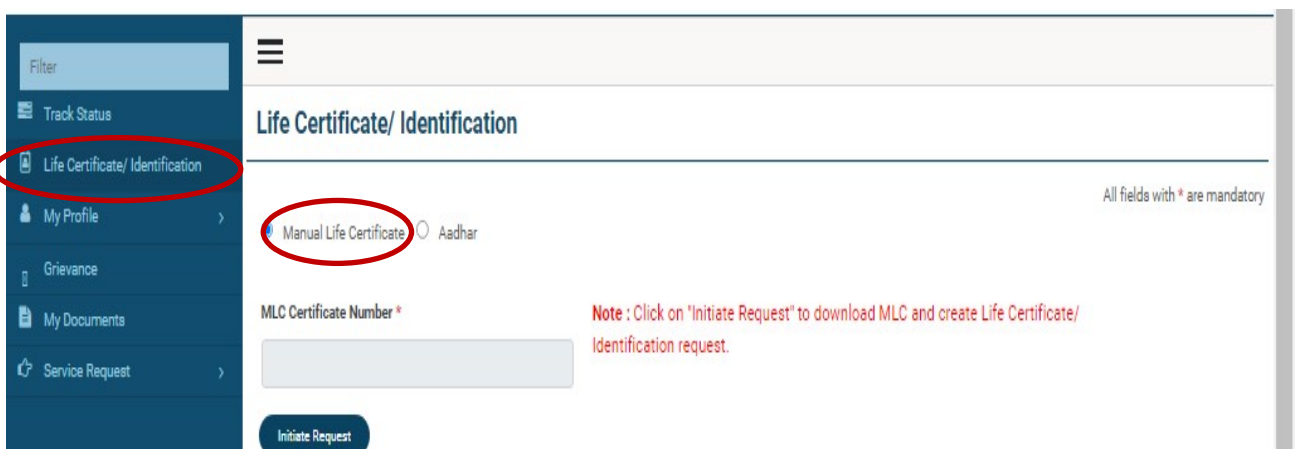 Filter
Track Status
Life Certificate/ Identification
My Profile
Grievance
My Documents
Service Request
Life Certificate/ Identification
All fields with * are mandatory
Manual Life Certificate Aadhar
MLC Certificate Number *
Note : Click on "Initiate Request" to download MLC and create Life Certificate/
Identification request.
Initiate Request